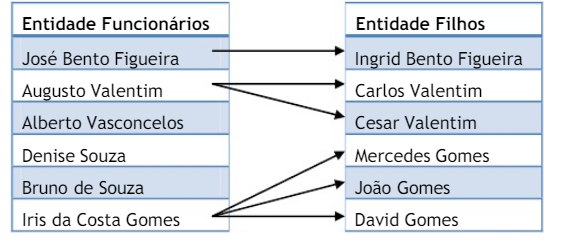 Entidade Funcionários
José Bento Figueira
Augusto Valentim
Alberto Vasconcelos
Denise Souza
Bruno de Souza
Iris da Costa Gomes
Entidade Filhos
Ingrid Bento Figueira
Carlos Valentim
Cesar Valentim
Mercedes Gomes
João Gomes
David Gomes